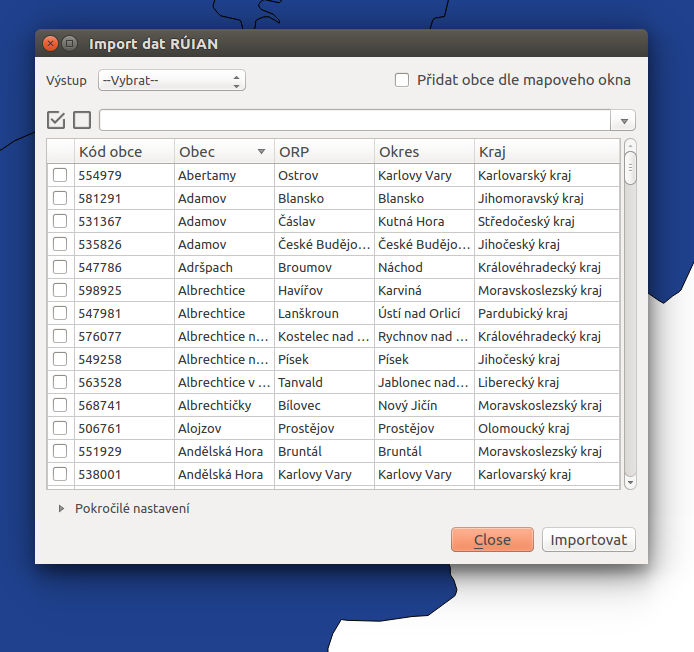 Import dat RÚIAN
Výstup --Vybrat-- Přidat obce dle mapoveho okna
Kód obce Obec ORP Okres Kraj
554979 Abertamy Ostrov Karlovy Vary Karlovarský kraj
581291 Adamov Blansko Blansko Jihomoravský kraj
531367 Adamov Čáslav Kutná Hora Středočeský kraj
535826 Adamov České Budějo... České Budějo... Jihočeský kraj
547786 Adršpach Broumov Náchod Královéhradecký kraj
598925 Albrechtice Havířov Karviná Moravskoslezský kraj
547981 Albrechtice Lanškroun Ústí nad Orlicí Pardubický kraj
576077 Albrechtice n... Kostelec nad ... Rychnov nad ... Královéhradecký kraj
549258 Albrechtice n... Písek Písek Jihočeský kraj
563528 Albrechtice v ... Tanvald Jablonec nad... Liberecký kraj
568741 Albrechtičky Bílovec Nový Jičín Moravskoslezský kraj
506761 Alojzov Prostějov Prostějov Olomoucký kraj
551929 Andělská Hora Bruntál Bruntál Moravskoslezský kraj
538001 Andělská Hora Karlovy Vary Karlovy Vary Karlovarský kraj
Pokročilé nastavení
Close Importovat